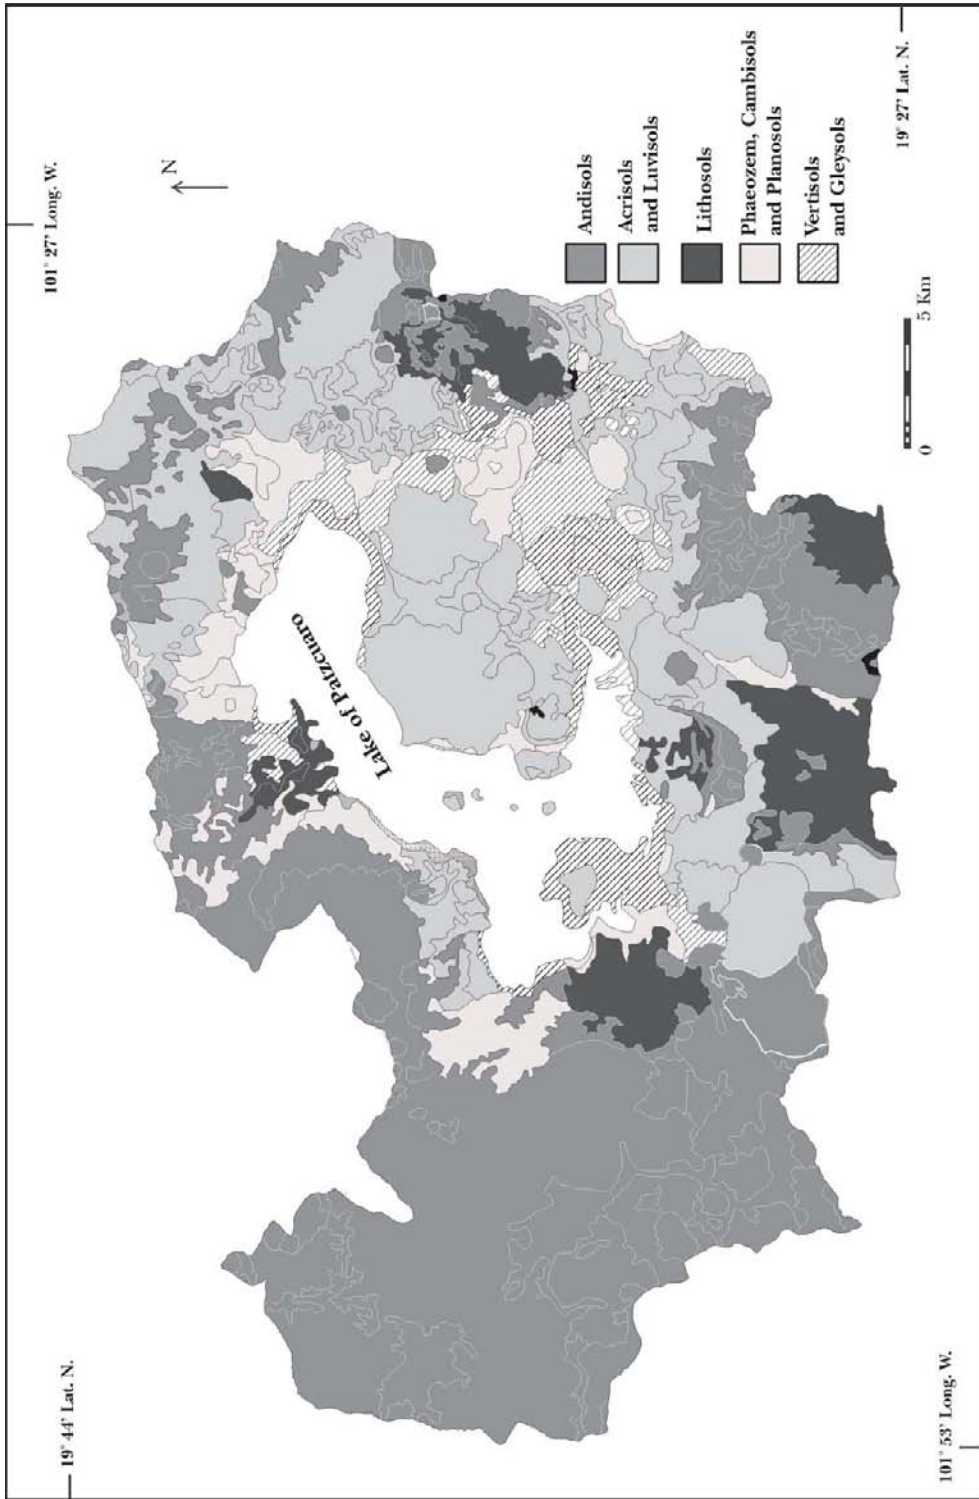 101° 27' Long. W.
19° 44' Lat. N.
N
Lake of Patzcuaro
Andisols
Acrisols
and Luvisols
Lithosols
Phaeozem, Cambisols
and Planosols
Vertisols
and Gleysols
0 5 Km
19° 27' Lat. N.
101° 53' Long. W.